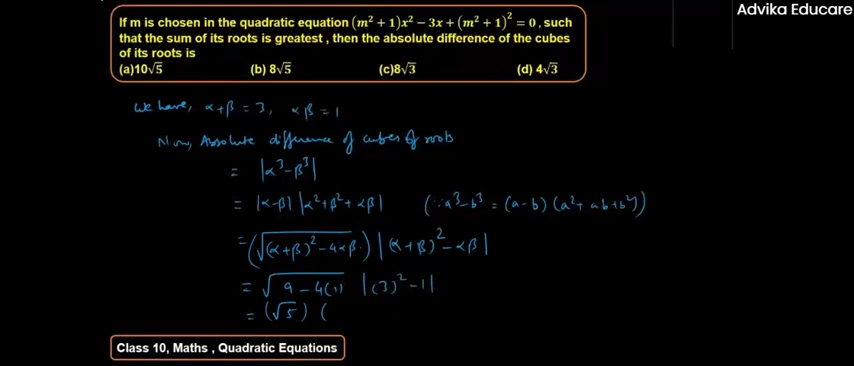 Advika Educare
If m is chosen in the quadratic equation (m² + 1)x² − 3x + (m² + 1)² = 0, such
that the sum of its roots is greatest, then the absolute difference of the cubes
of its roots is
(a)10√5 (b) 8√5 (c)8√3 (d) 4√3
We have, α+β = 3, αβ = 1
Now, Absolute difference of cubes of roots
= |α³−β³|
= |α−β| |α²+β²+αβ| (∵a³−b³ = (a−b) (a²+ab+b²))
= (√(α+β)²−4αβ) |(α+β)²−αβ|
= √9−4(1) |(3)²−1|
= (√5) (
Class 10, Maths , Quadratic Equations